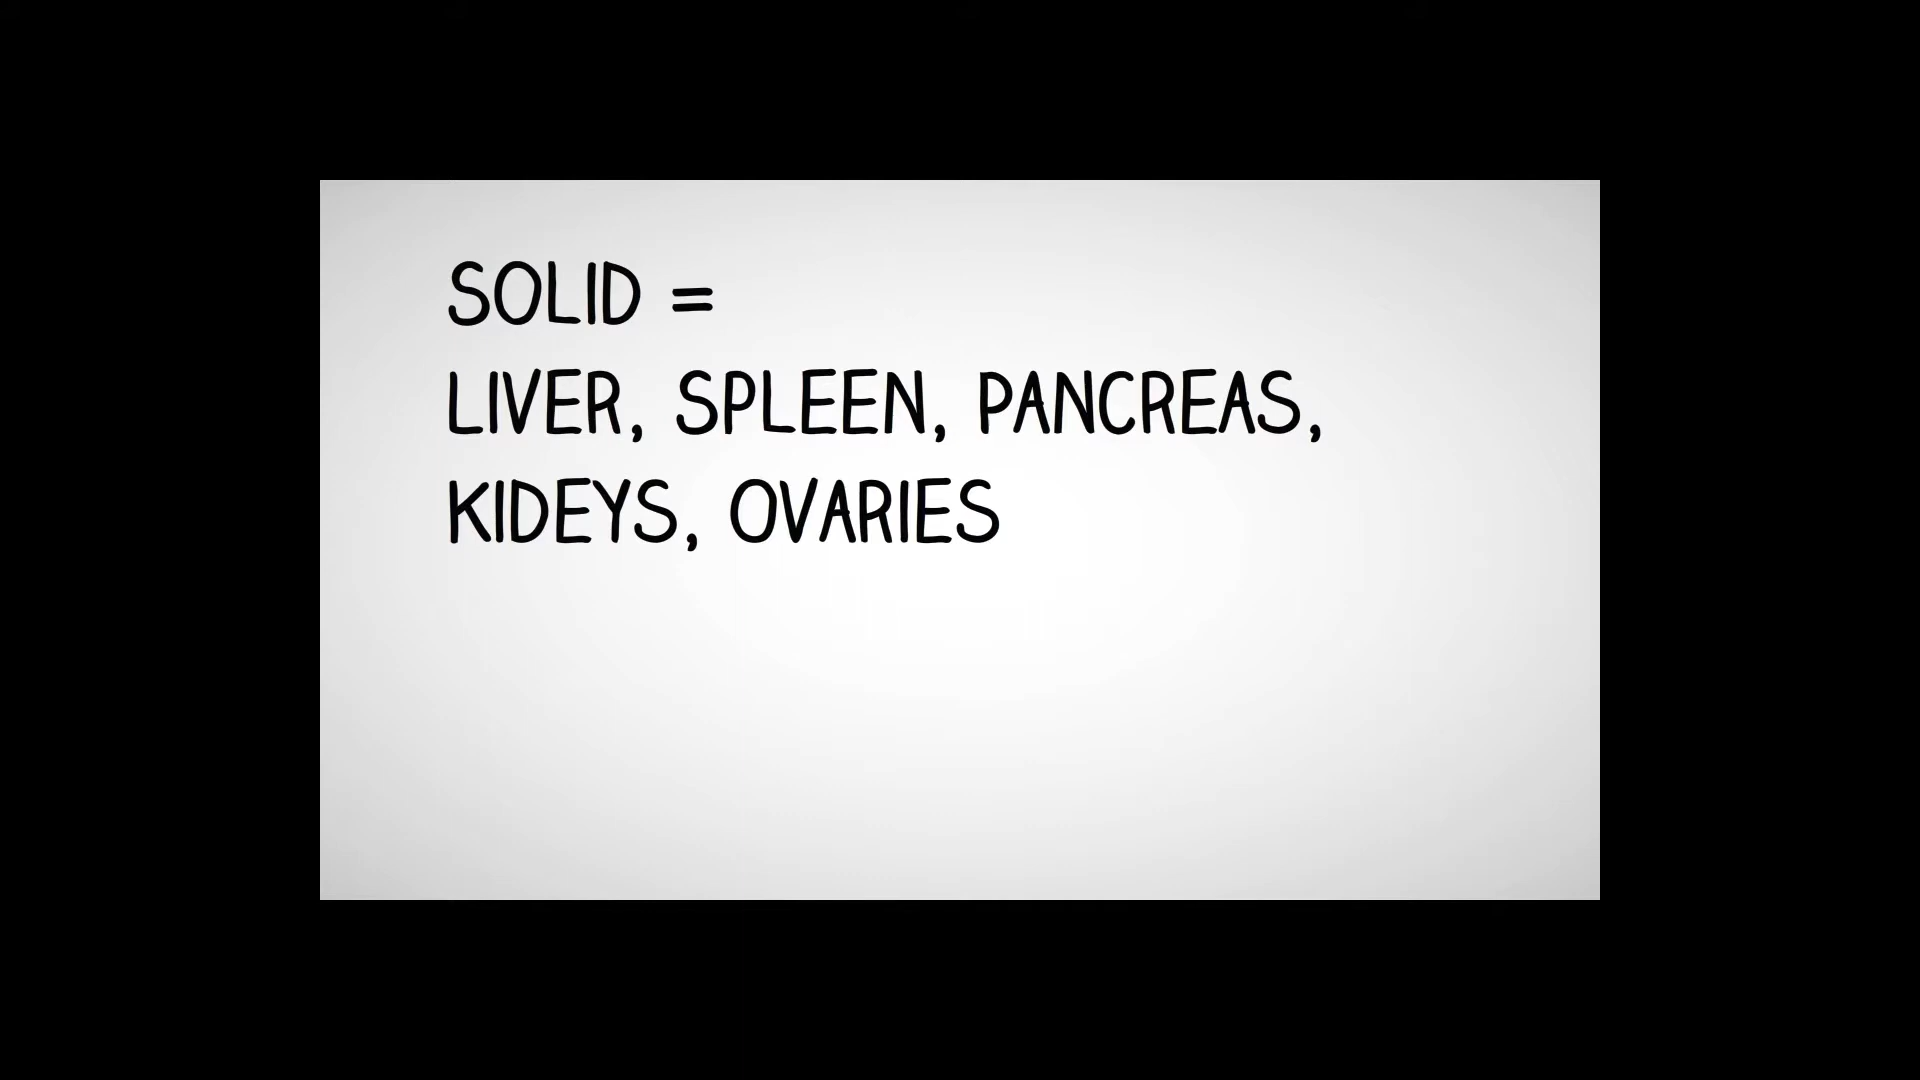 SOLID =
LIVER, SPLEEN, PANCREAS,
KIDEYS, OVARIES